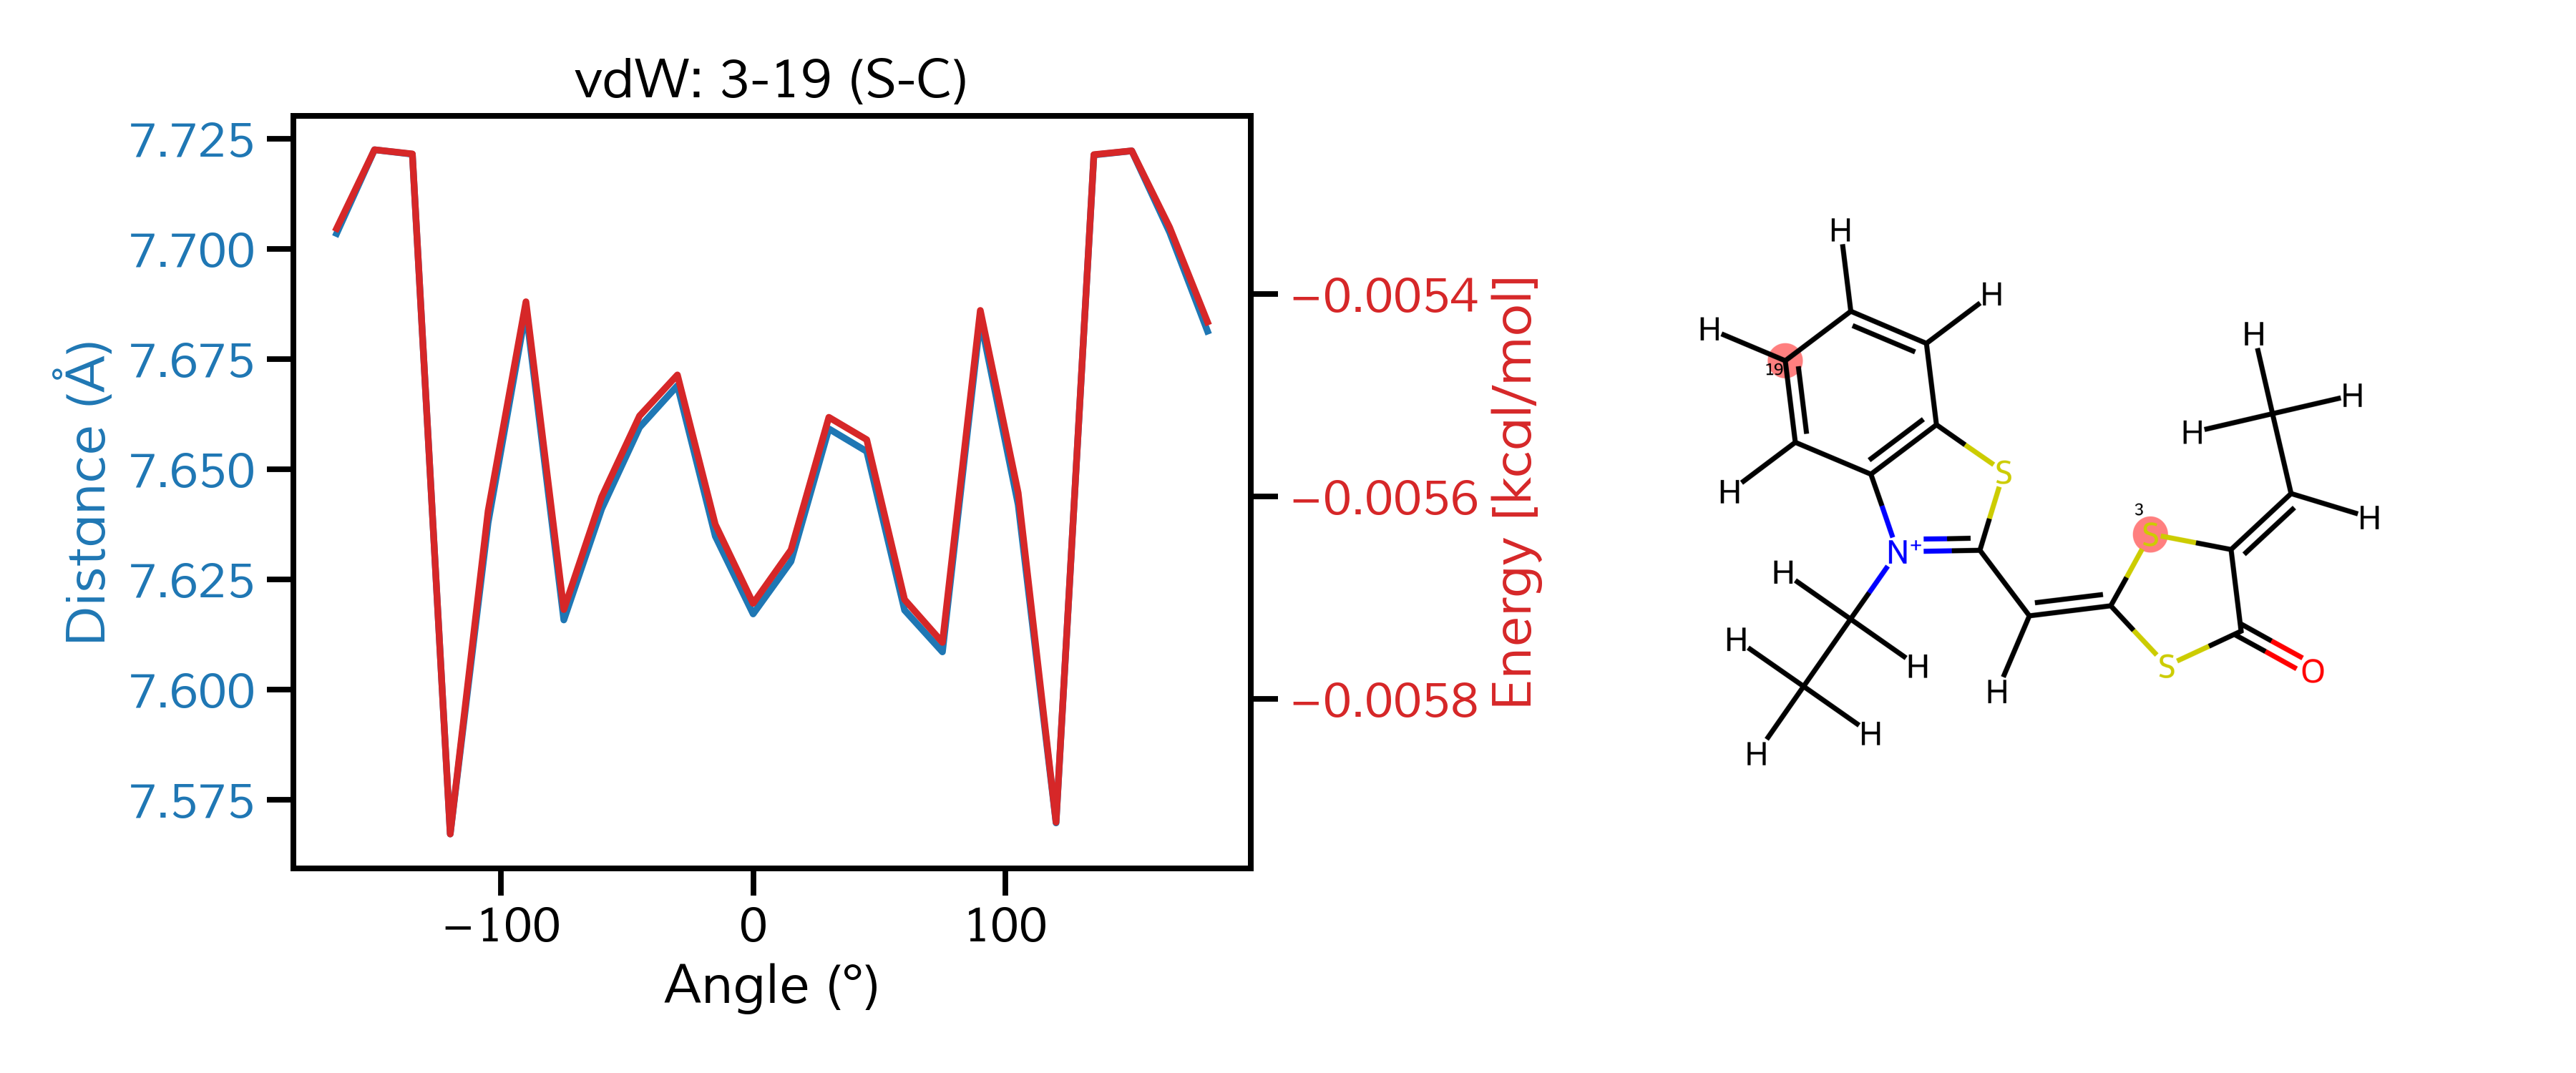 vdW: 3-19 (S-C)
7.725
7.700
7.675
7.650
7.625
7.600
7.575
Distance (Å)
−100
0
100
Angle (°)
−0.0054
−0.0056
−0.0058
Energy [kcal/mol]
H
H
H
H
H
H
19
H
H
S
3
S
H
N+
H
H
H
S
O
H
H
H
H